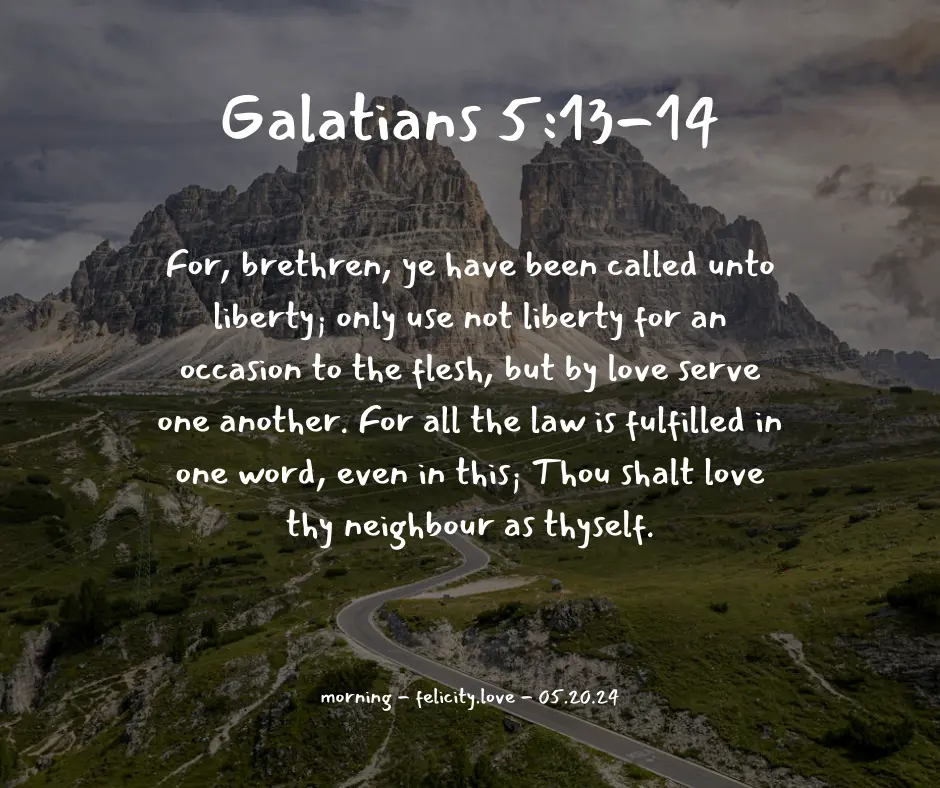 Galatians 5:13-14
For, brethren, ye have been called unto
liberty; only use not liberty for an
occasion to the flesh, but by love serve
one another. For all the law is fulfilled in
one word, even in this; Thou shalt love
thy neighbour as thyself.
morning - felicity.love - 05.20.24